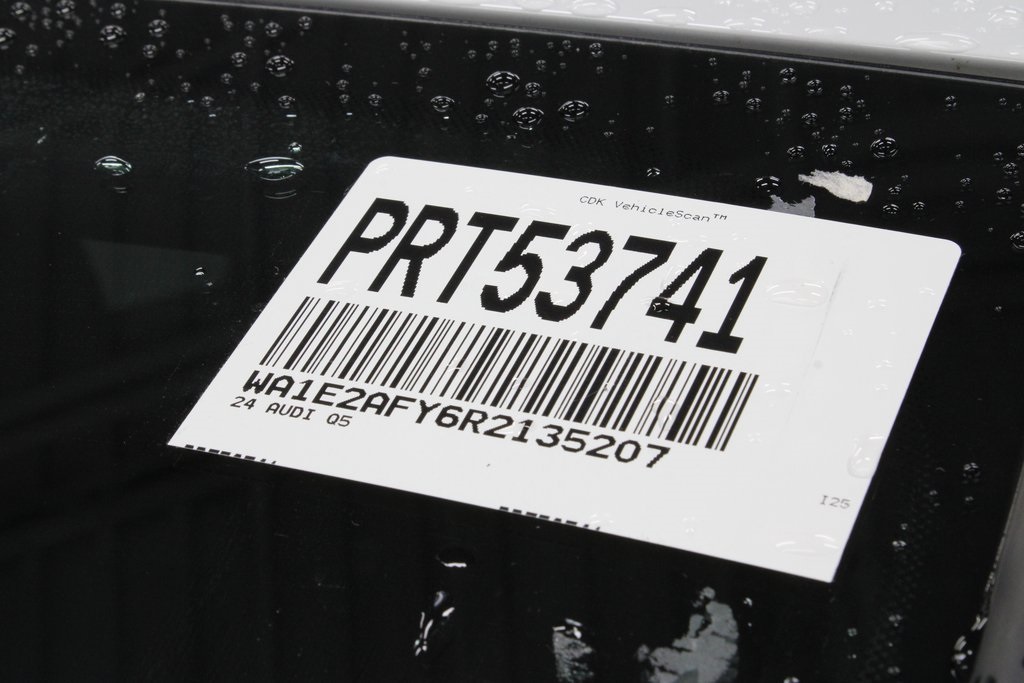 CDK VehicleScan™
PRT53741
WA1E2AFY6R2135207
24 AUDI Q5
I25